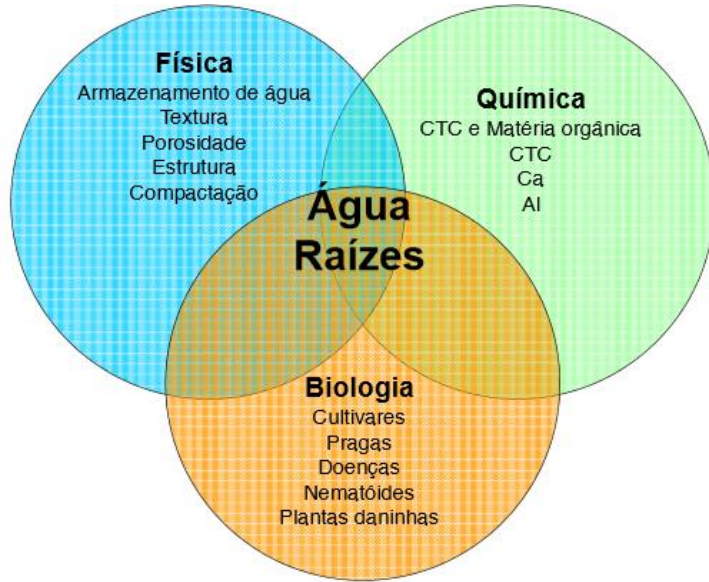 Física
Armazenamento de água
Textura
Porosidade
Estrutura
Compactação
Química
CTC e Matéria orgânica
CTC
Ca
Al
Água
Raízes
Biologia
Cultivares
Pragas
Doenças
Nematóides
Plantas daninhas